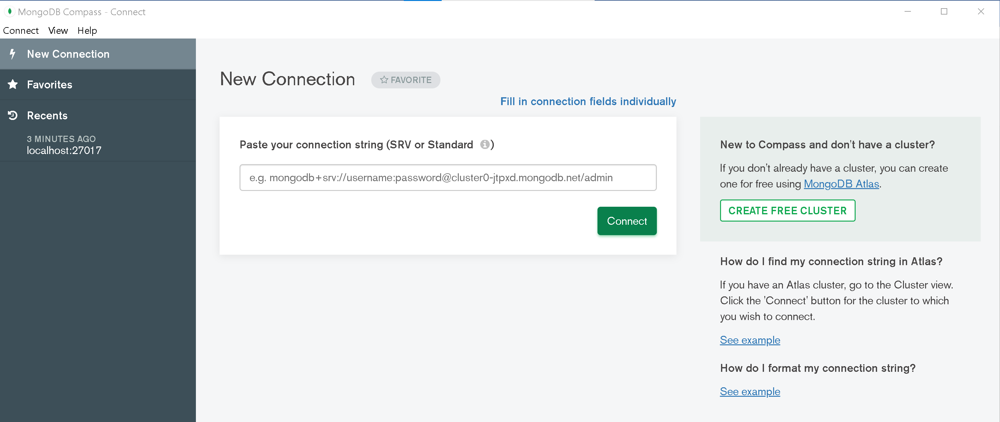 MongoDB Compass - Connect
Connect View Help
New Connection
Favorites
Recents
3 MINUTES AGO
localhost:27017
New Connection
FAVORITE
Fill in connection fields individually
Paste your connection string (SRV or Standard i)
e.g. mongodb+srv://username:password@cluster0-jtpxd.mongodb.net/admin
Connect
New to Compass and don't have a cluster?
If you don't already have a cluster, you can create
one for free using MongoDB Atlas.
CREATE FREE CLUSTER
How do I find my connection string in Atlas?
If you have an Atlas cluster, go to the Cluster view.
Click the 'Connect' button for the cluster to which
you wish to connect.
See example
How do I format my connection string?
See example